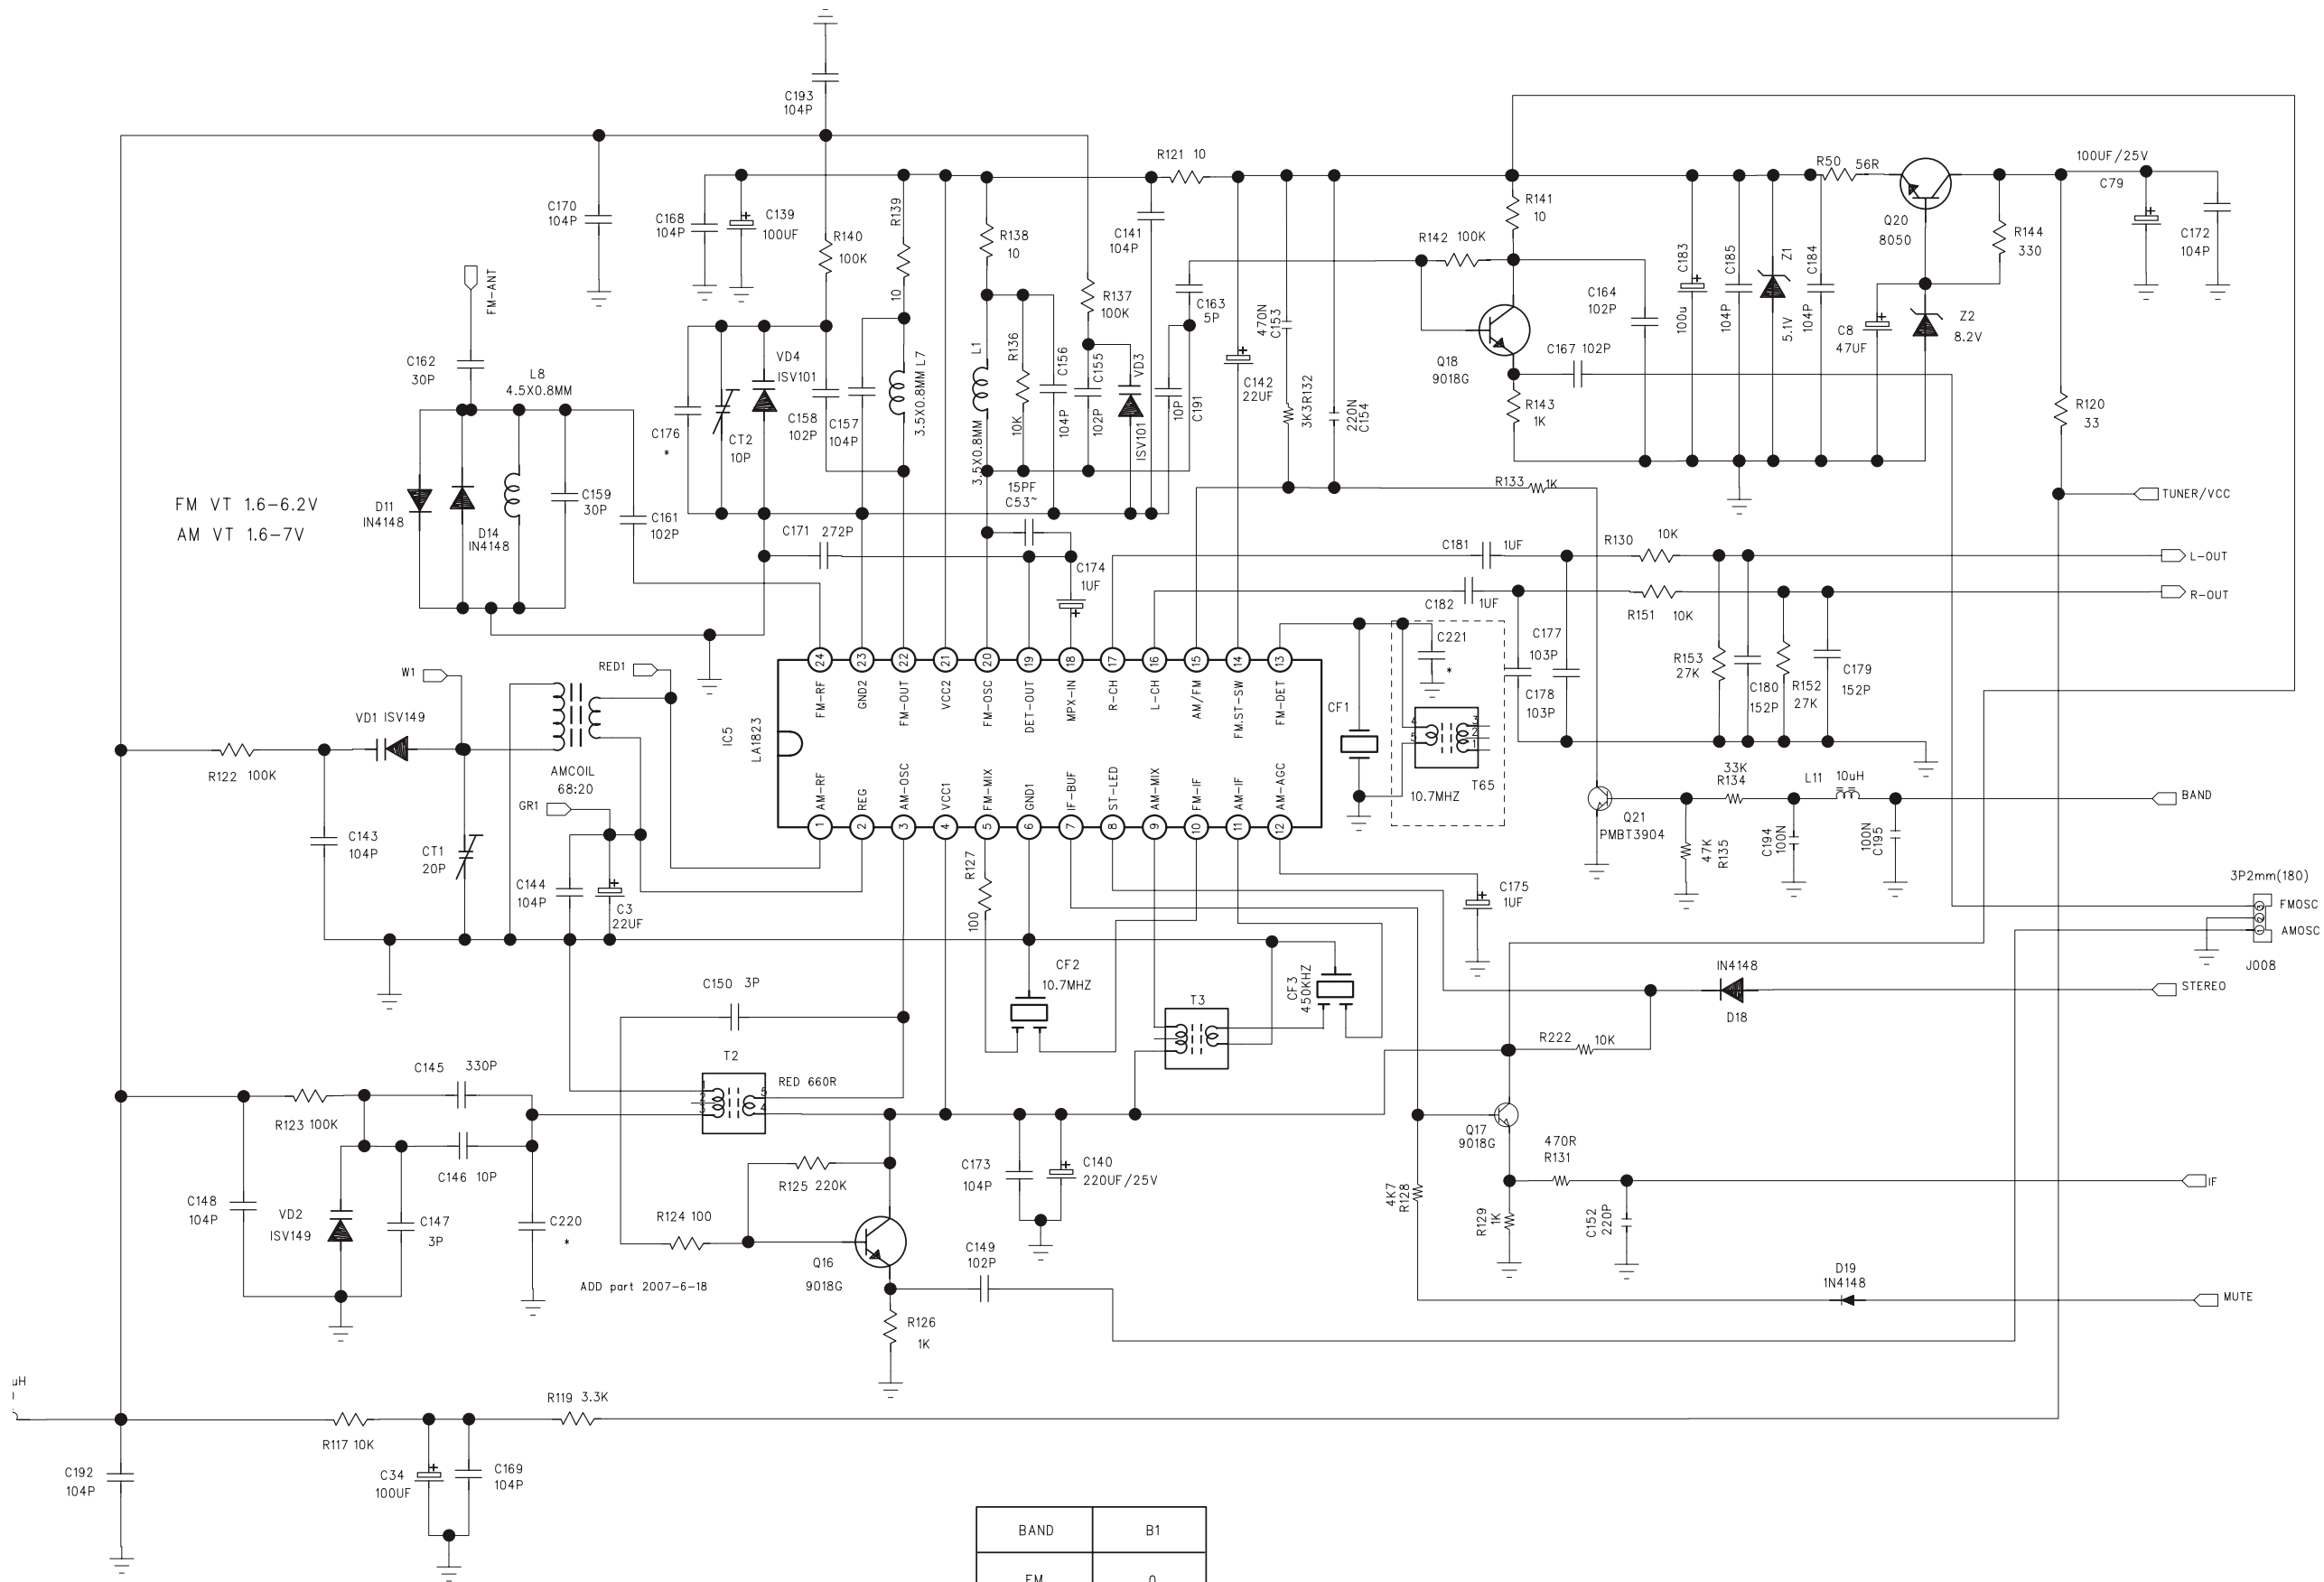 C193
104P
R121 10
C170
104P
C168
104P
C139
100UF
R140
100K
R139
10
R138
10
C141
104P
R142 100K
R141
10
R50 56R
100UF/25V
C79
Q20
8050
R144
330
C172
104P
FM-ANT
C162
30P
L8
4.5X0.8MM
R137
100K
C163
5P
470N
C153
C164
102P
C183
100u
C185
104P
Z1
5.1V
C184
104P
C8
47UF
Z2
8.2V
VD4
ISV101
C158
102P
C157
104P
3.5X0.8MM L7
L1
3.5X0.8MM
R136
10K
C156
104P
C155
102P
VD3
ISV101
10P
C191
C142
22UF
3K3R132
220N
C154
Q18
9018G
C167 102P
R143
1K
R120
33
C176
*
CT2
10P
FM VT 1.6-6.2V
AM VT 1.6-7V
D11
IN4148
D14
IN4148
C159
30P
C161
102P
15PF
C53~
C171 272P
C174
1UF
R133 1K
TUNER/VCC
C181 1UF
R130 10K
L-OUT
C182 1UF
R151 10K
R-OUT
W1
RED1
VD1 ISV149
R122 100K
AMCOIL
68:20
GR1
IC5
LA1823
24 23 22 21 20 19 18 17 16 15 14 13
FM-RF
GND2
FM-OUT
VCC2
FM-OSC
DET-OUT
MPX-IN
R-CH
L-CH
AM/FM
FM.ST-SW
FM-DET
AM-RF
REG
AM-OSC
VCC1
FM-MIX
GND1
IF-BUF
ST-LED
AM-MIX
FM-IF
AM-IF
AM-AGC
1 2 3 4 5 6 7 8 9 10 11 12
CF1
C221
*
4
5
3
2
1
10.7MHZ
T65
C177
103P
C178
103P
R153
27K
C180
152P
R152
27K
C179
152P
33K
R134
L11 10uH
BAND
Q21
PMBT3904
47K
R135
C194
100N
100N
C195
C143
104P
CT1
20P
C144
104P
C3
22UF
R127
100
C175
1UF
3P2mm(180)
3
2
1
FMOSC
AMOSC
J008
C150 3P
CF2
10.7MHZ
T3
CF3
450KHZ
IN4148
D18
STEREO
R222 10K
T2
1
2
3
5
4
RED 660R
C145 330P
R123 100K
C146 10P
C148
104P
VD2
ISV149
C147
3P
C220
*
R125 220K
R124 100
C173
104P
C140
220UF/25V
Q17
9018G
470R
R131
IF
4K7
R128
R129
1K
C152
220P
Q16
9018G
C149
102P
ADD part 2007-6-18
R126
1K
D19
1N4148
MUTE
uH
R119 3.3K
R117 10K
C192
104P
C34
100UF
C169
104P
BAND B1
FM 0